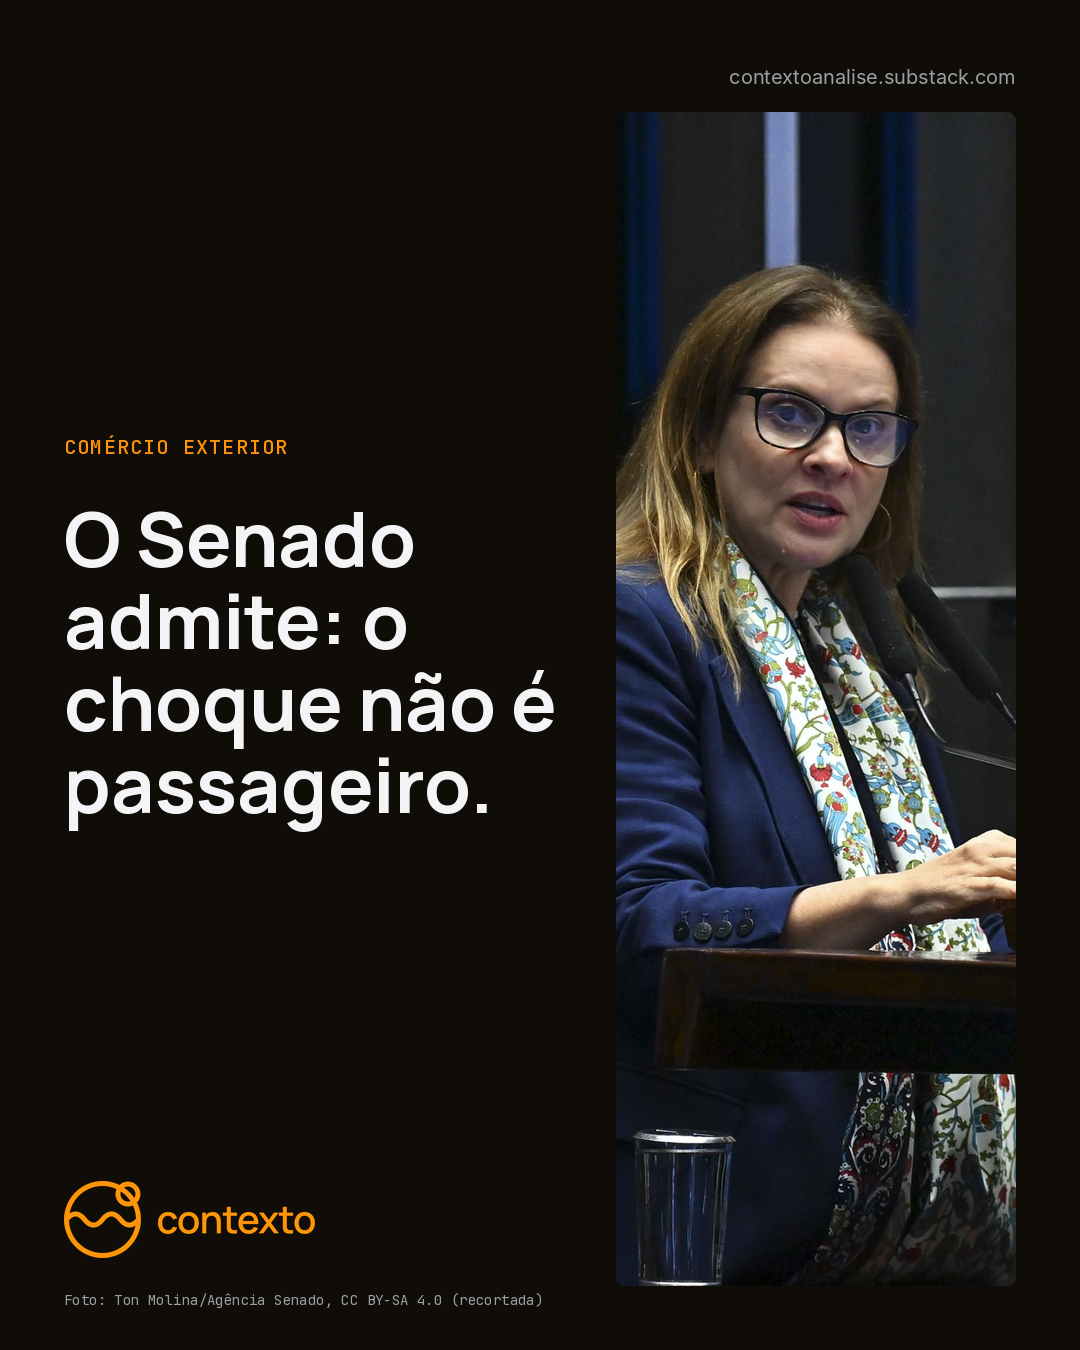 contextoanalise.substack.com
COMÉRCIO EXTERIOR
O Senado
admite: o
choque não é
passageiro.
contexto
Foto: Ton Molina/Agência Senado, CC BY-SA 4.0 (recortada)